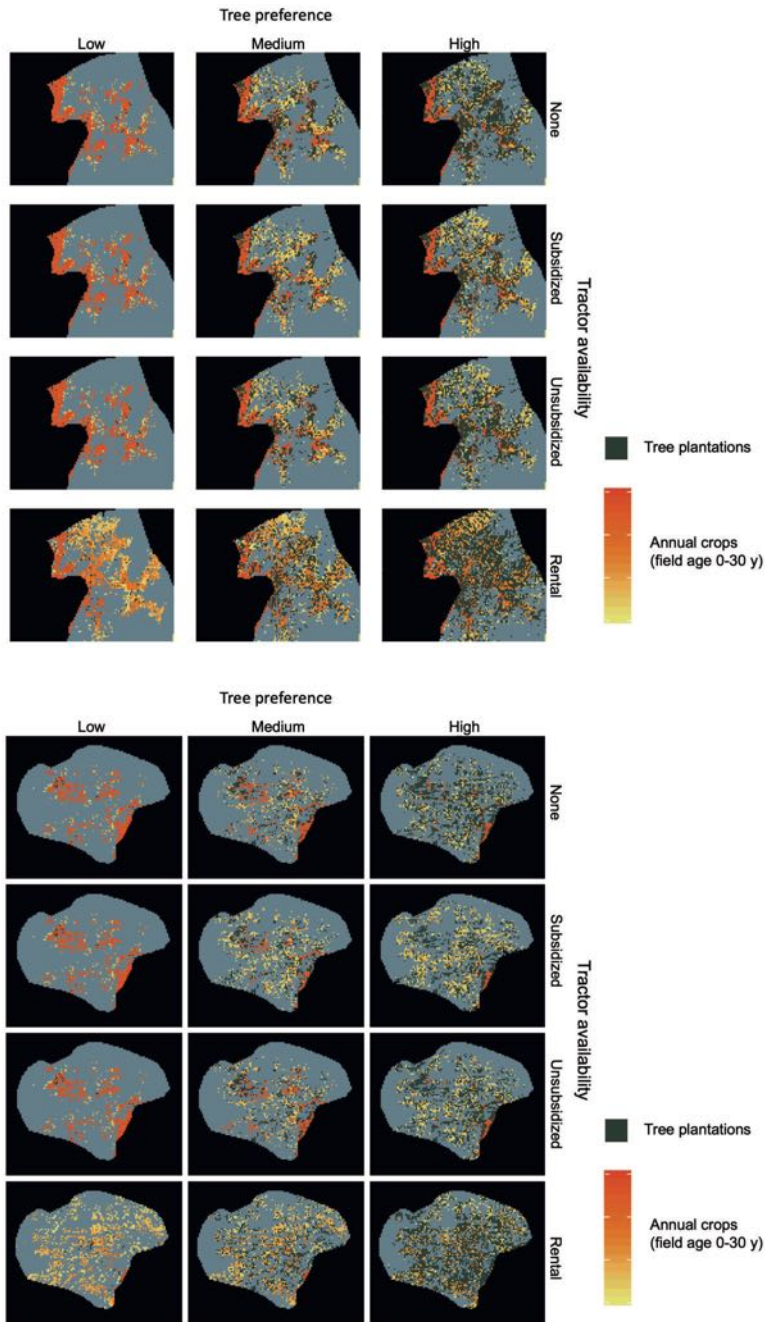 Tree preference
Low Medium High
None
Subsidized
Unsubsidized
Rental
Tractor availability
Tree plantations
Annual crops
(field age 0-30 y)
Tree preference
Low Medium High
None
Subsidized
Unsubsidized
Rental
Tractor availability
Tree plantations
Annual crops
(field age 0-30 y)